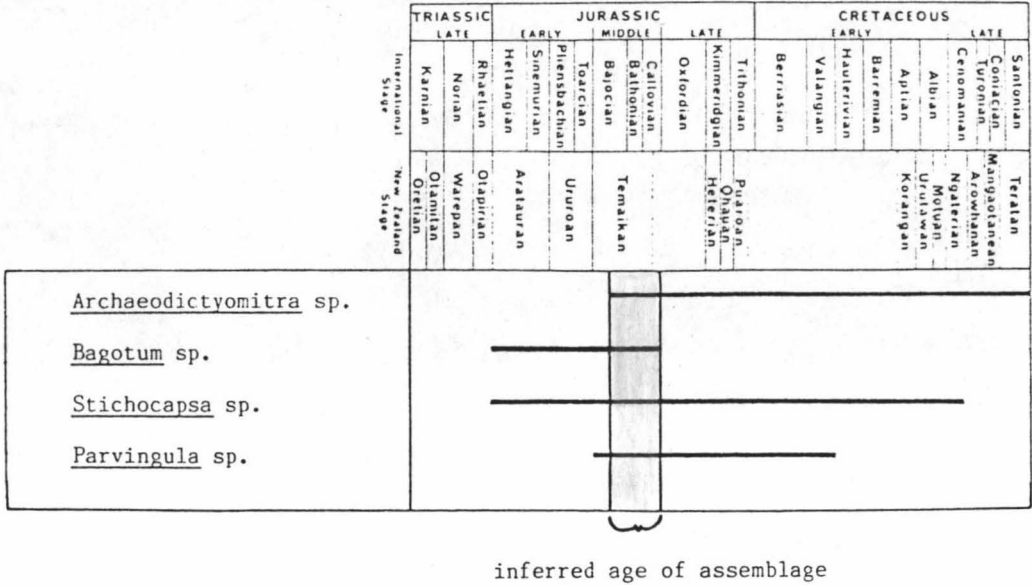 TRIASSIC JURASSIC CRETACEOUS
LATE EARLY MIDDLE LATE EARLY LATE
International Stage
Karnian
Norian
Rhaetian
Hettangian
Sinemurian
Pliensbachian
Toarcian
Bajocian
Bathonian
Callovian
Oxfordian
Kimmeridgian
Tithonian
Berriasian
Valangian
Hauterivian
Barremian
Aptian
Albian
Cenomanian
Turonian
Coniacian
Santonian
New Zealand Stage
Oretian
Otamitan
Warepan
Otapirian
Aratauran
Ururoan
Temaikan
Heterian
Ohauan
Puaroan
Korangan
Urutawan
Motuan
Ngaterian
Arowhanan
Mangaotanean
Teratan
Archaeodictyomitra sp.
Bagotum sp.
Stichocapsa sp.
Parvingula sp.
inferred age of assemblage